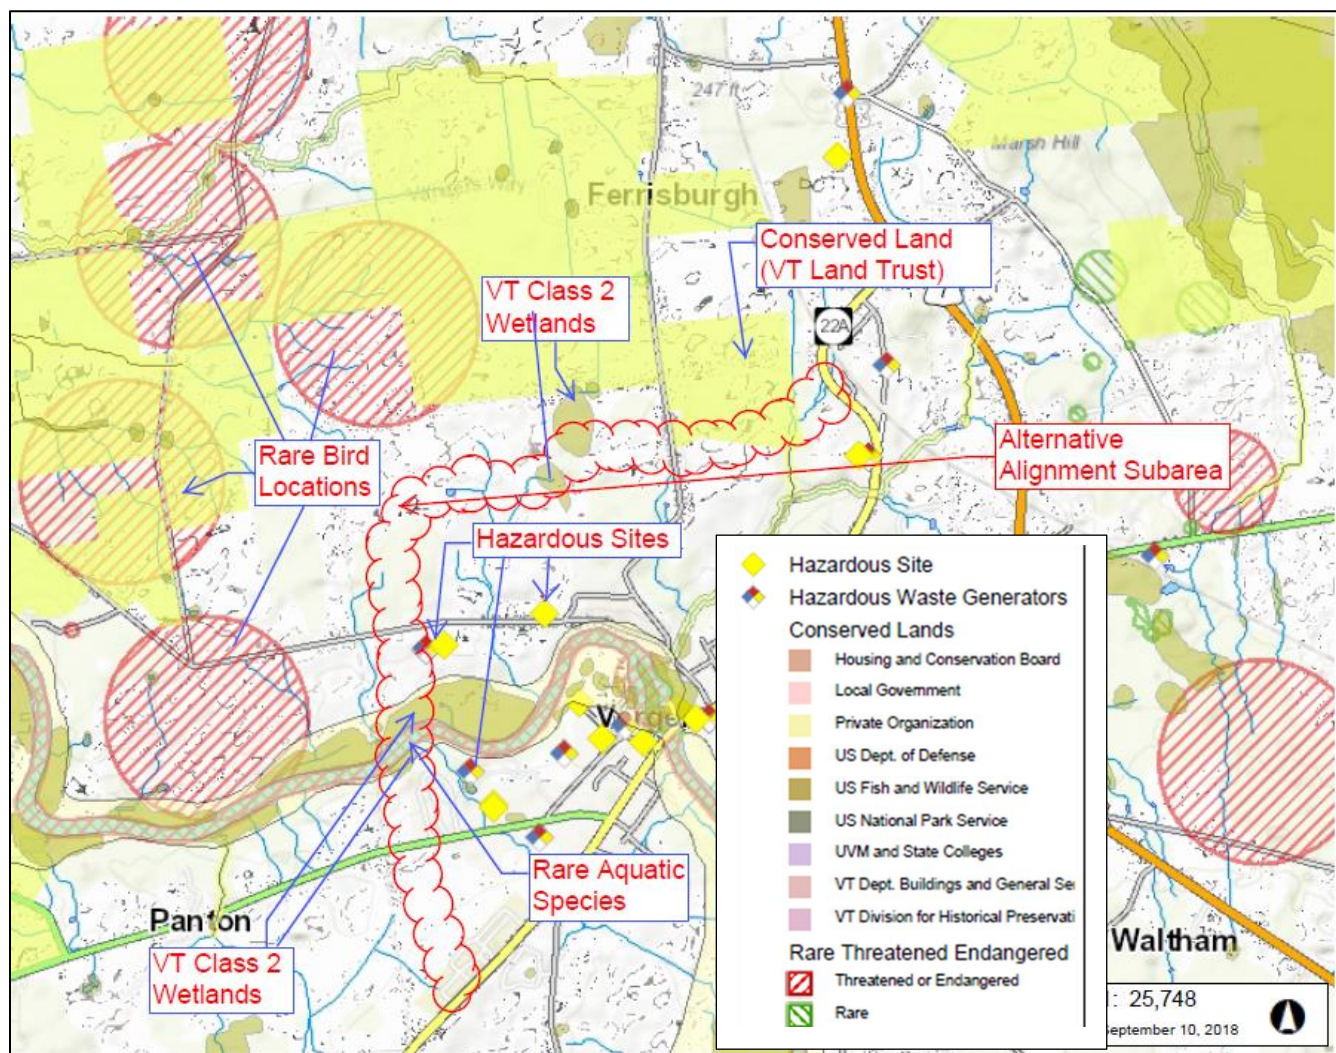 247 ft
Marsh Hill
Ferrisburgh
Conserved Land
(VT Land Trust)
VT Class 2
Wetlands
22A
Alternative
Alignment Subarea
Rare Bird
Locations
Hazardous Sites
Hazardous Site
Hazardous Waste Generators
Conserved Lands
Housing and Conservation Board
Local Government
Private Organization
US Dept. of Defense
US Fish and Wildlife Service
US National Park Service
UVM and State Colleges
VT Dept. Buildings and General Se
VT Division for Historical Preservati
Rare Threatened Endangered
Threatened or Endangered
Rare
Rare Aquatic
Species
Panton
VT Class 2
Wetlands
Waltham
1: 25,748
September 10, 2018